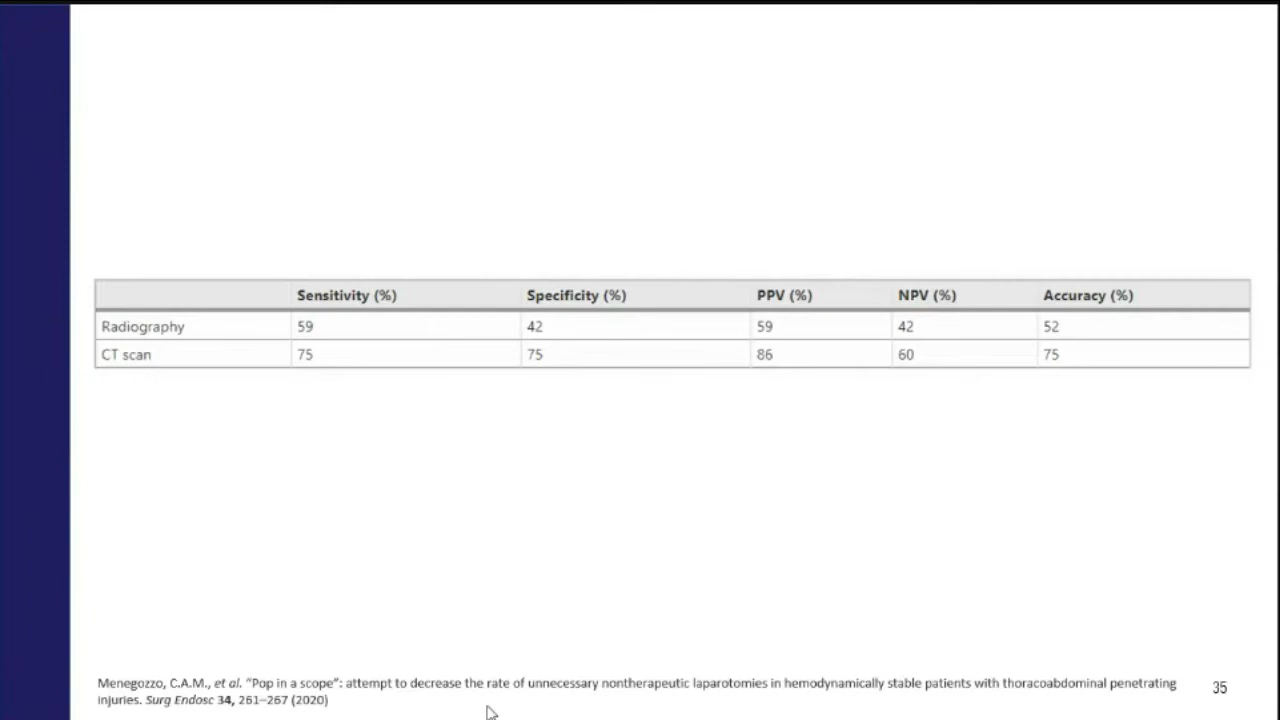 Sensitivity (%) Specificity (%) PPV (%) NPV (%) Accuracy (%)
Radiography 59 42 59 42 52
CT scan 75 75 86 60 75
Menegozzo, C.A.M., et al. “Pop in a scope”: attempt to decrease the rate of unnecessary nontherapeutic laparotomies in hemodynamically stable patients with thoracoabdominal penetrating
injuries. Surg Endosc 34, 261–267 (2020)
35